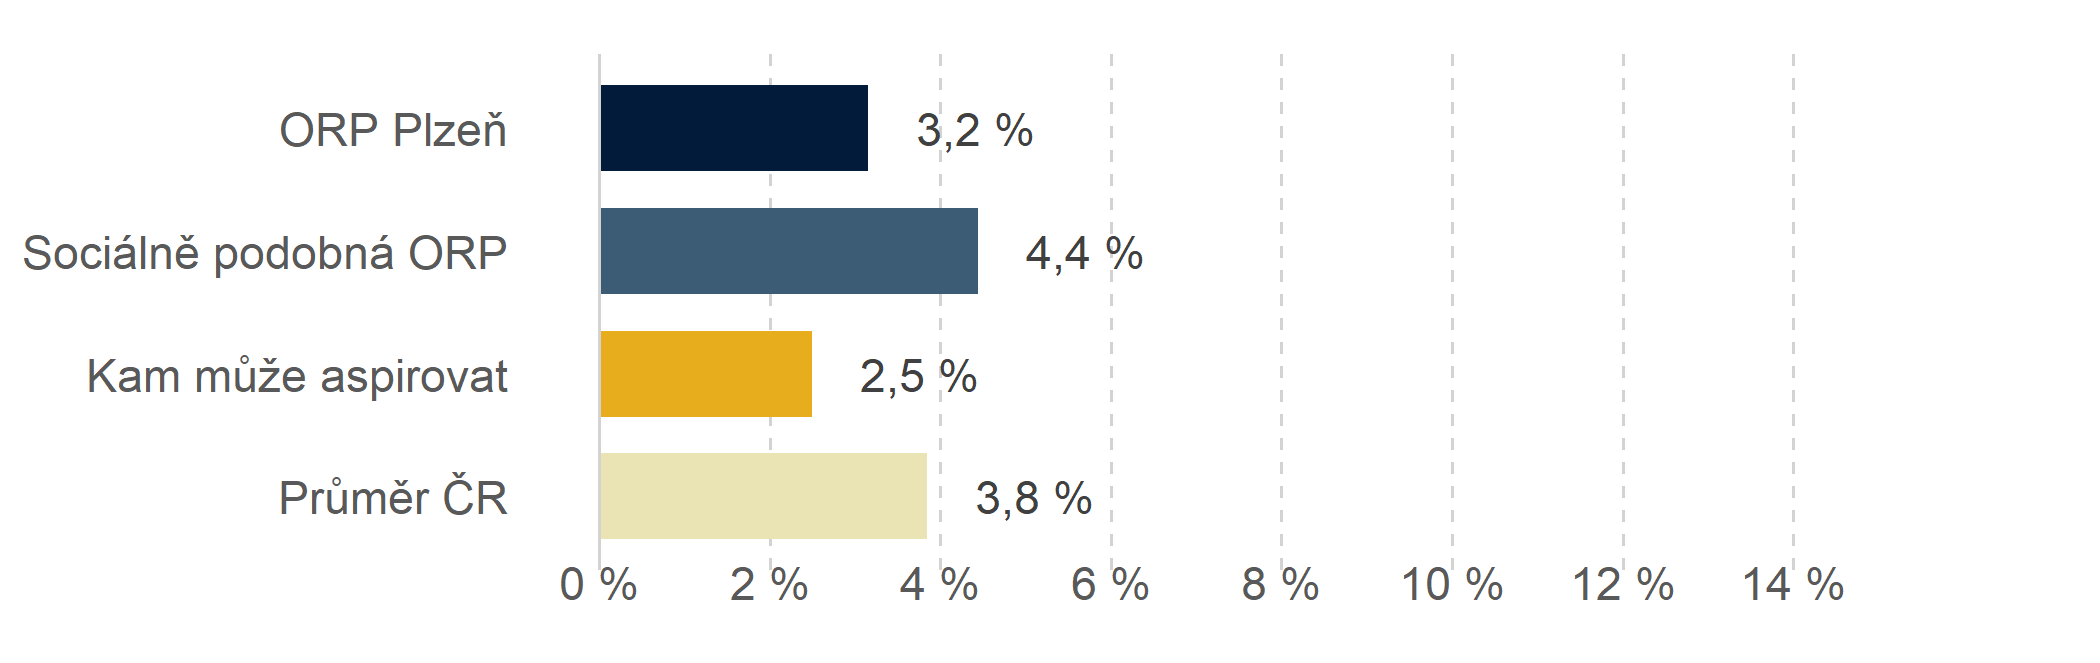 ORP Plzeň 3,2 %
Sociálně podobná ORP 4,4 %
Kam může aspirovat 2,5 %
Průměr ČR 3,8 %
0 % 2 % 4 % 6 % 8 % 10 % 12 % 14 %